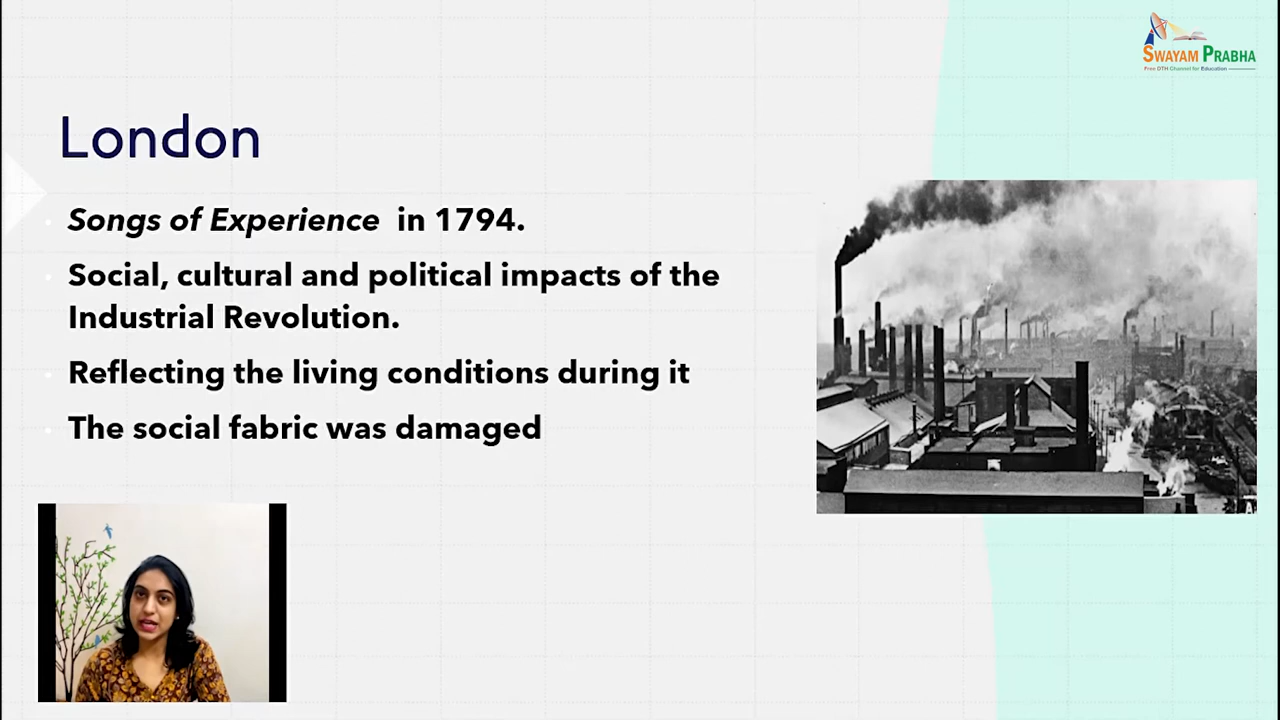 SWAYAM PRABHA
Free DTH Channel for Education
London
Songs of Experience in 1794.
Social, cultural and political impacts of the
Industrial Revolution.
Reflecting the living conditions during it
The social fabric was damaged